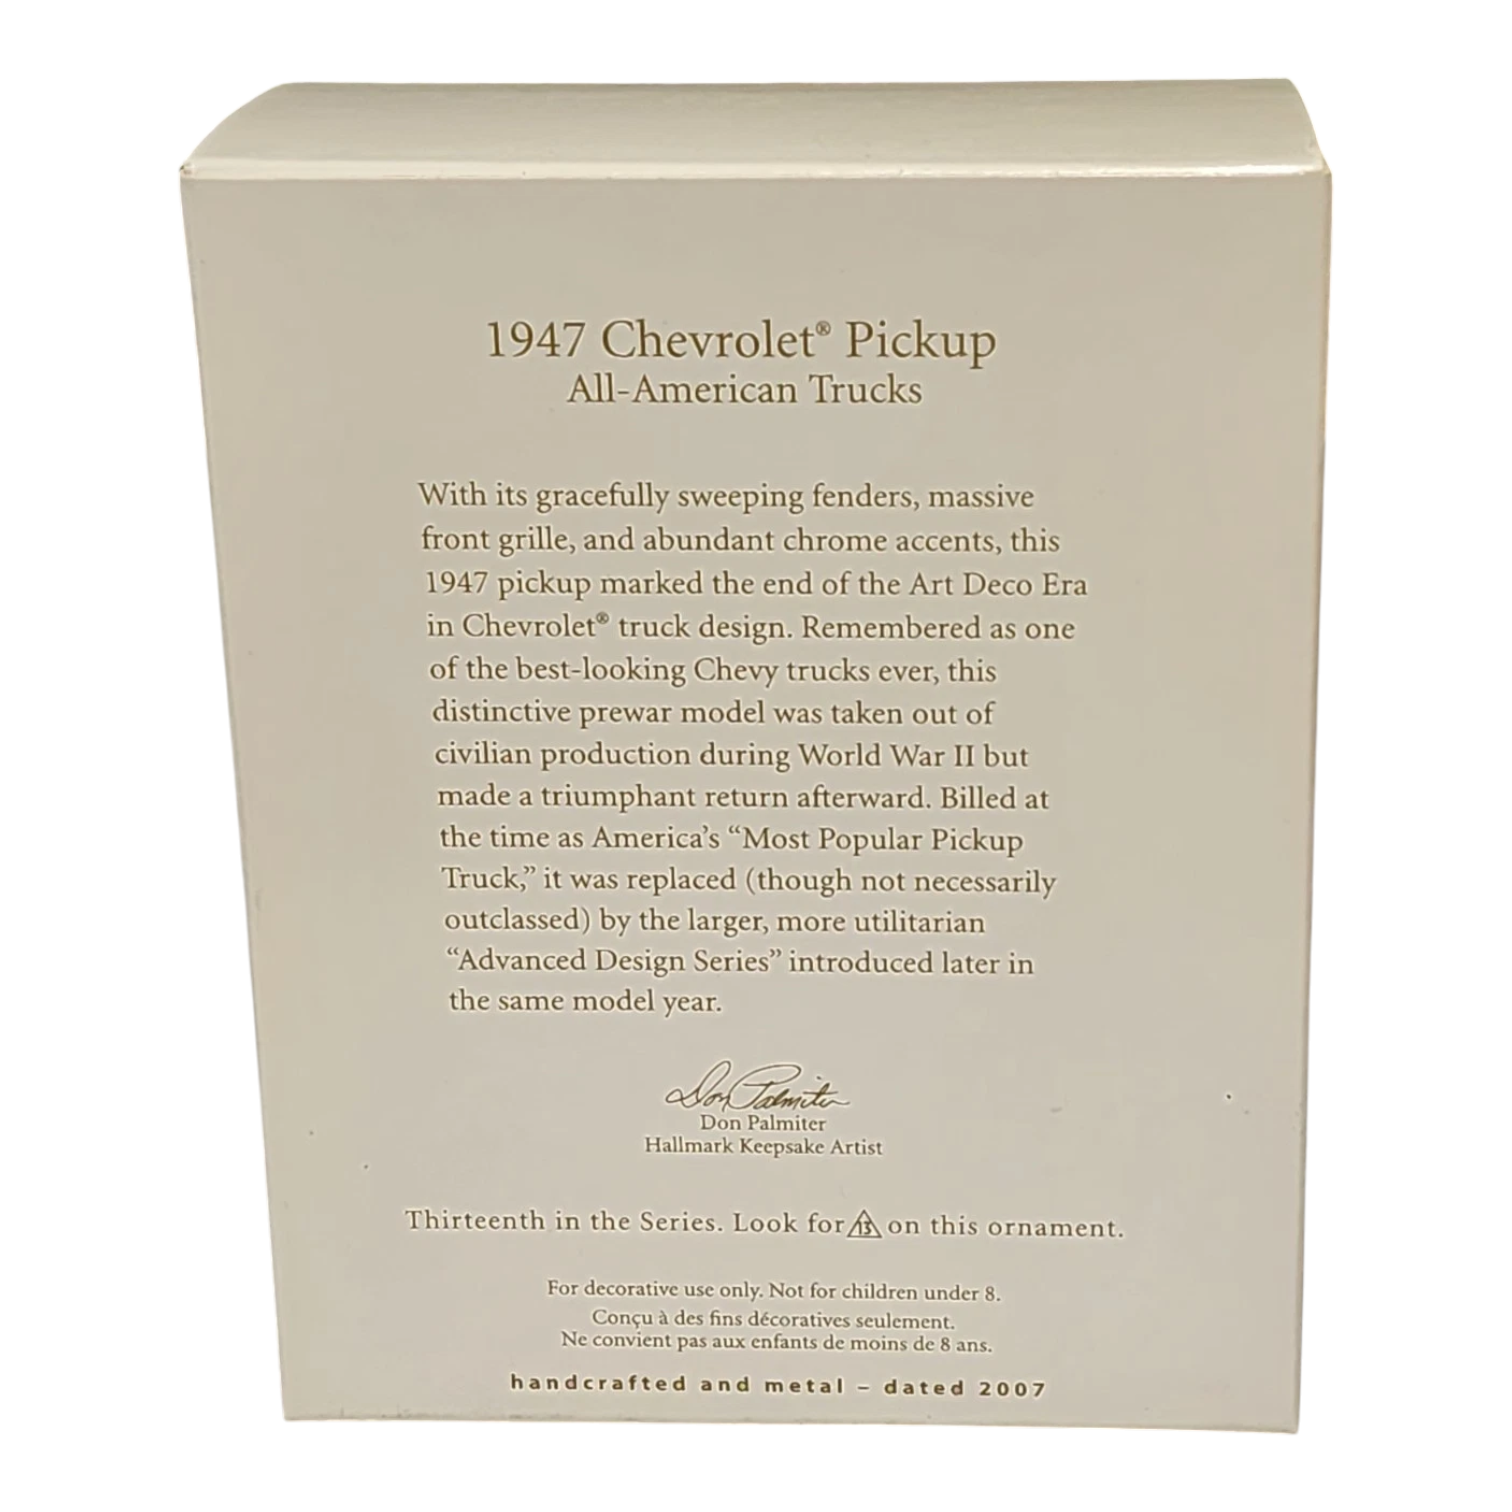 1947 Chevrolet® Pickup
All-American Trucks
With its gracefully sweeping fenders, massive
front grille, and abundant chrome accents, this
1947 pickup marked the end of the Art Deco Era
in Chevrolet® truck design. Remembered as one
of the best-looking Chevy trucks ever, this
distinctive prewar model was taken out of
civilian production during World War II but
made a triumphant return afterward. Billed at
the time as America's “Most Popular Pickup
Truck,” it was replaced (though not necessarily
outclassed) by the larger, more utilitarian
“Advanced Design Series” introduced later in
the same model year.
Don Palmiter
Don Palmiter
Hallmark Keepsake Artist
Thirteenth in the Series. Look for 13 on this ornament.
For decorative use only. Not for children under 8.
Conçu à des fins décoratives seulement.
Ne convient pas aux enfants de moins de 8 ans.
handcrafted and metal – dated 2007